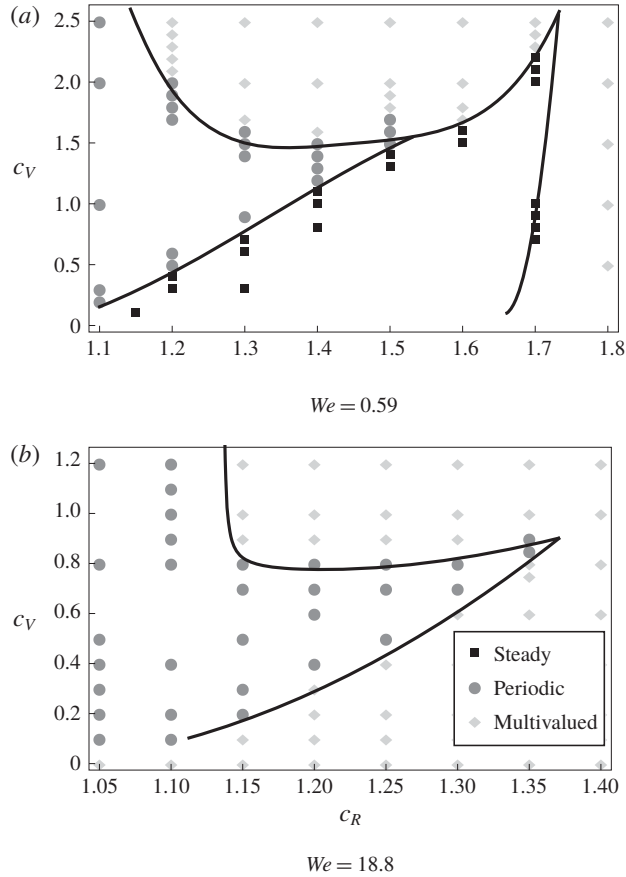 (a)
2.5
2.0
1.5
c_V
1.0
0.5
0
1.1 1.2 1.3 1.4 1.5 1.6 1.7 1.8
We = 0.59
(b)
1.2
1.0
0.8
c_V 0.6
0.4
0.2
0
Steady
Periodic
Multivalued
1.05 1.10 1.15 1.20 1.25 1.30 1.35 1.40
c_R
We = 18.8